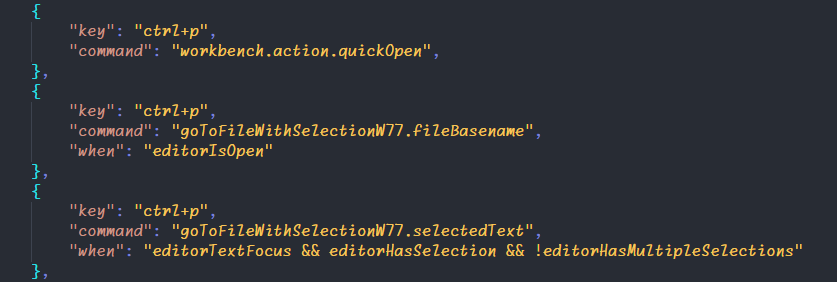 {
"key": "ctrl+p",
"command": "workbench.action.quickOpen",
},
{
"key": "ctrl+p",
"command": "goToFileWithSelectionW77.fileBasename",
"when": "editorIsOpen"
},
{
"key": "ctrl+p",
"command": "goToFileWithSelectionW77.selectedText",
"when": "editorTextFocus && editorHasSelection && !editorHasMultipleSelections"
},